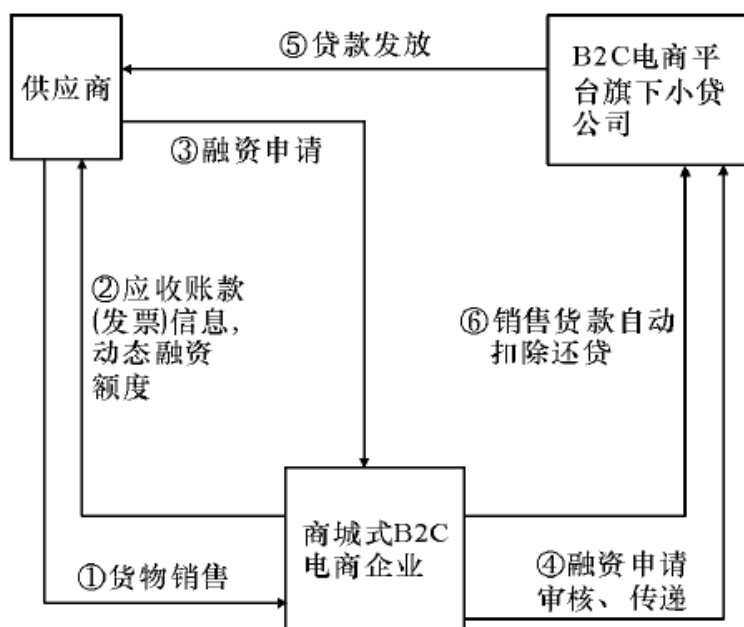 ⑤贷款发放
供应商
B2C电商平
台旗下小贷
公司
③融资申请
②应收账款
(发票)信息,
动态融资
额度
⑥销售货款自动
扣除还贷
商城式B2C
电商企业
①货物销售
④融资申请
审核、传递